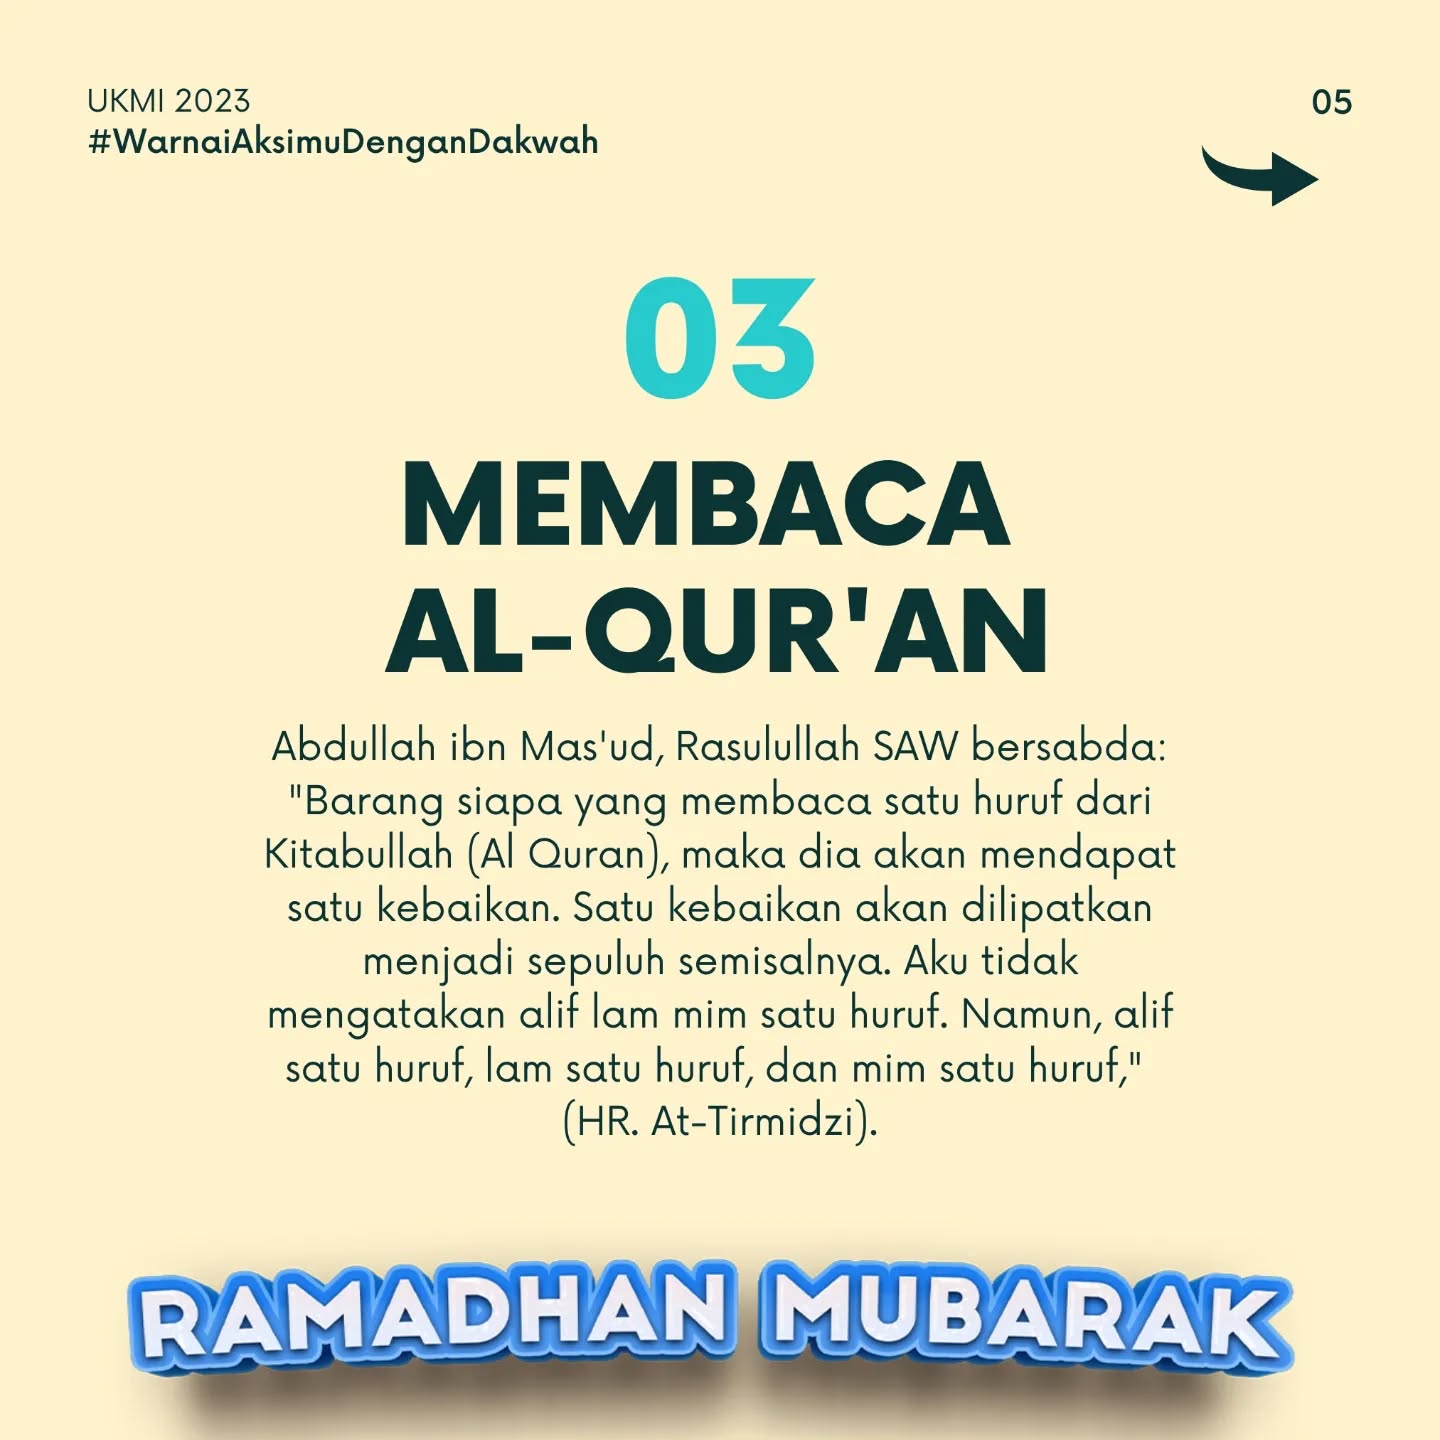 UKMI 2023
#WarnaiAksimuDenganDakwah
05
03
MEMBACA
AL-QUR'AN
Abdullah ibn Mas'ud, Rasulullah SAW bersabda:
"Barang siapa yang membaca satu huruf dari
Kitabullah (Al Quran), maka dia akan mendapat
satu kebaikan. Satu kebaikan akan dilipatkan
menjadi sepuluh semisalnya. Aku tidak
mengatakan alif lam mim satu huruf. Namun, alif
satu huruf, lam satu huruf, dan mim satu huruf,"
(HR. At-Tirmidzi).
RAMADHAN MUBARAK